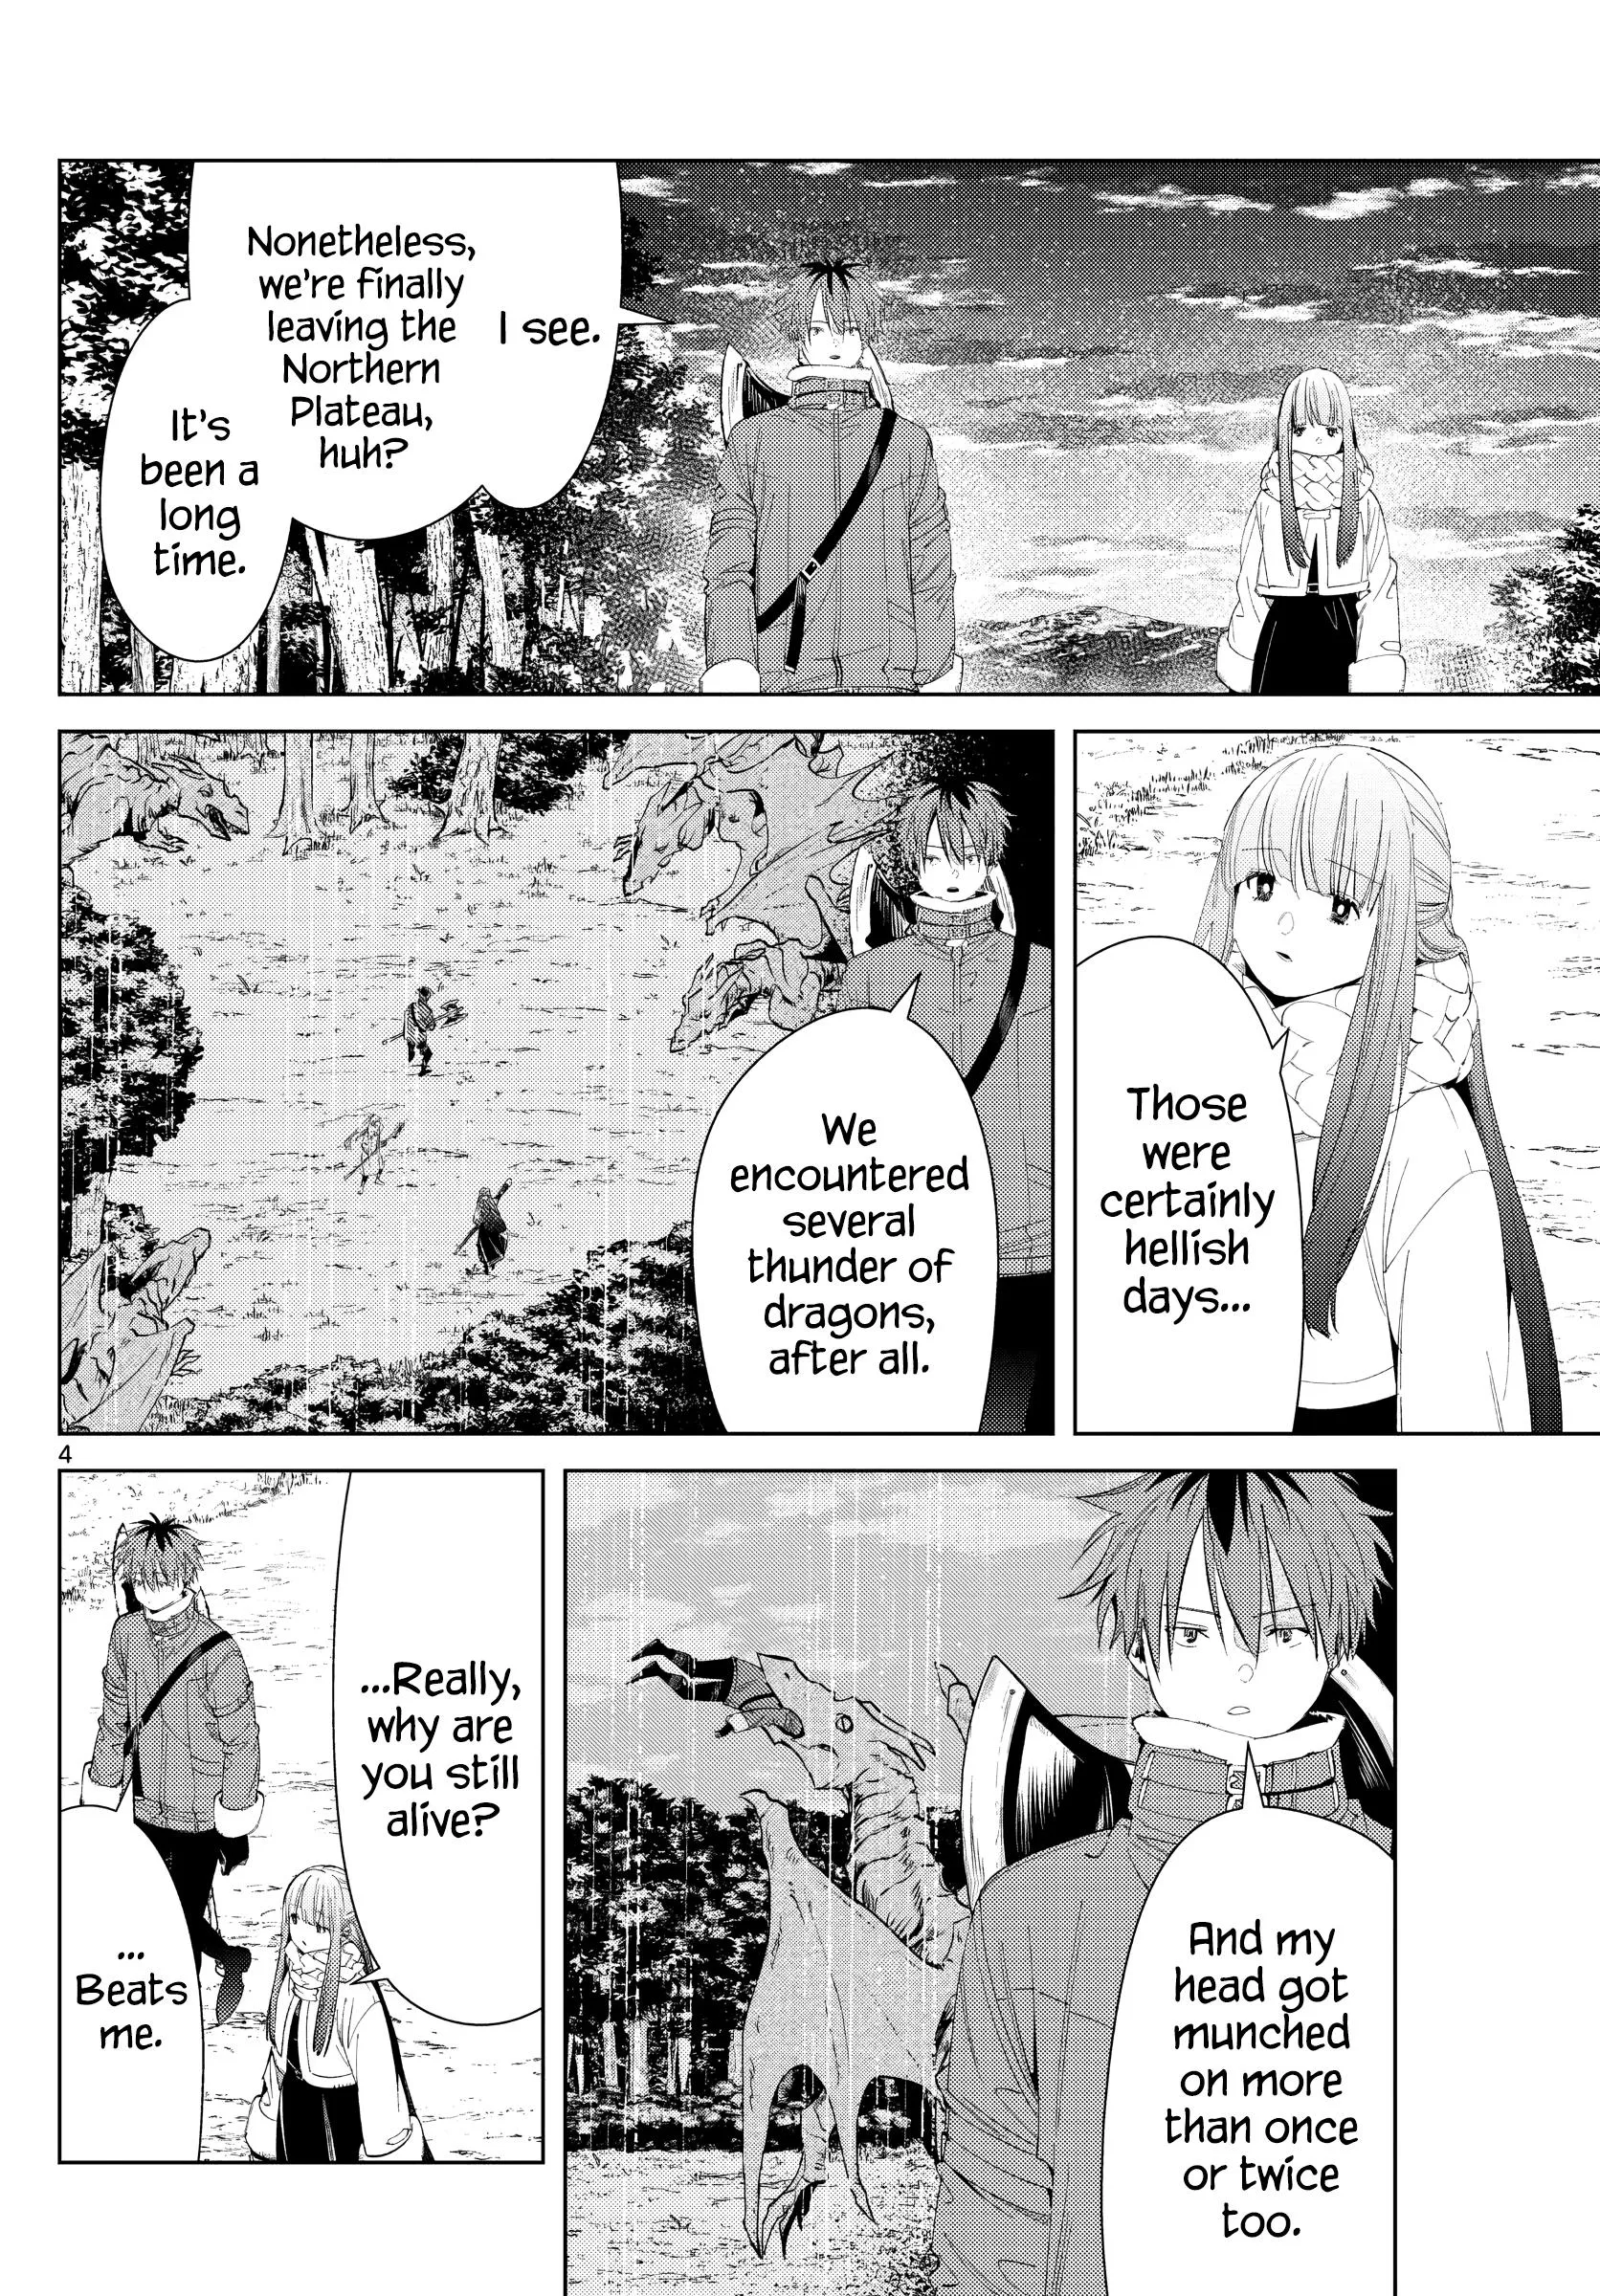 I see.
Nonetheless,
we're finally
leaving the
Northern
Plateau,
huh?
It's
been a
long
time.
Those
were
certainly
hellish
days...
We
encountered
several
thunder of
dragons,
after all.
And my
head got
munched
on more
than once
or twice
too.
...Really,
why are
you still
alive?
...
Beats
me.
4